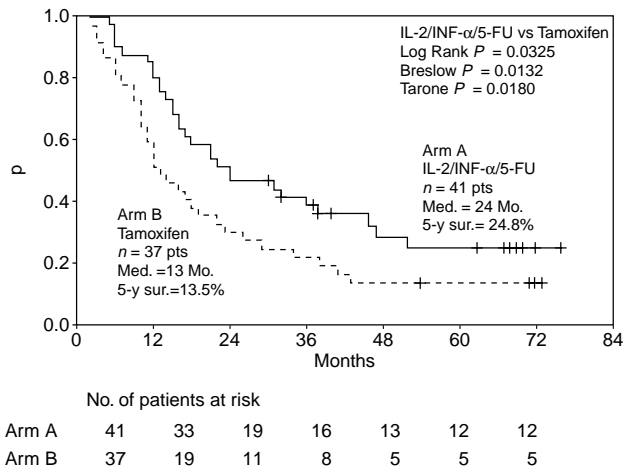 IL-2/INF-α/5-FU vs Tamoxifen
Log Rank P = 0.0325
Breslow P = 0.0132
Tarone P = 0.0180
1.0
0.8
0.6
0.4
0.2
0.0
p
Arm A
IL-2/INF-α/5-FU
n = 41 pts
Med. = 24 Mo.
5-y sur. = 24.8%
Arm B
Tamoxifen
n = 37 pts
Med. =13 Mo.
5-y sur.=13.5%
0 12 24 36 48 60 72 84
Months
No. of patients at risk
Arm A 41 33 19 16 13 12 12
Arm B 37 19 11 8 5 5 5